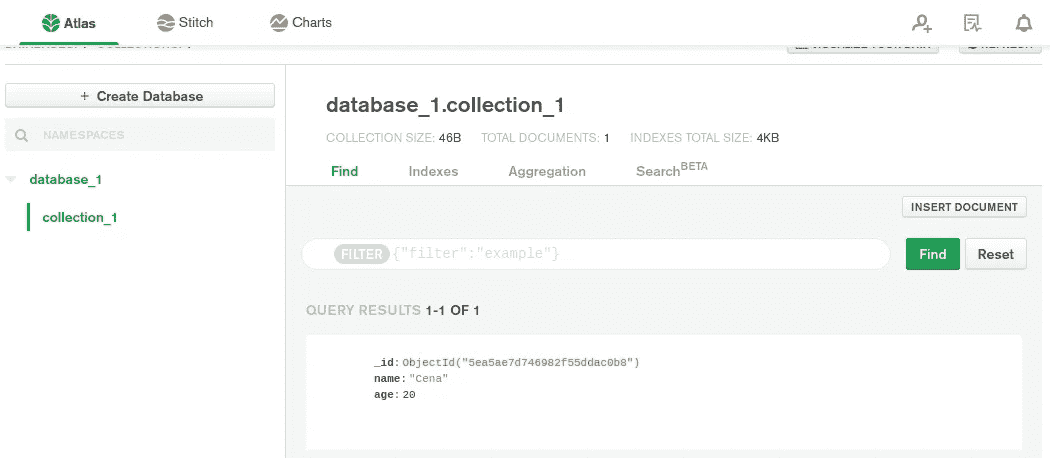 Atlas
Stitch
Charts
+ Create Database
NAMESPACES
database_1
collection_1
database_1.collection_1
COLLECTION SIZE: 46B TOTAL DOCUMENTS: 1 INDEXES TOTAL SIZE: 4KB
Find Indexes Aggregation Search BETA
INSERT DOCUMENT
FILTER {"filter":"example"}
Find
Reset
QUERY RESULTS 1-1 OF 1
_id: ObjectId("5ea5ae7d746982f55ddac0b8")
name: "Cena"
age: 20